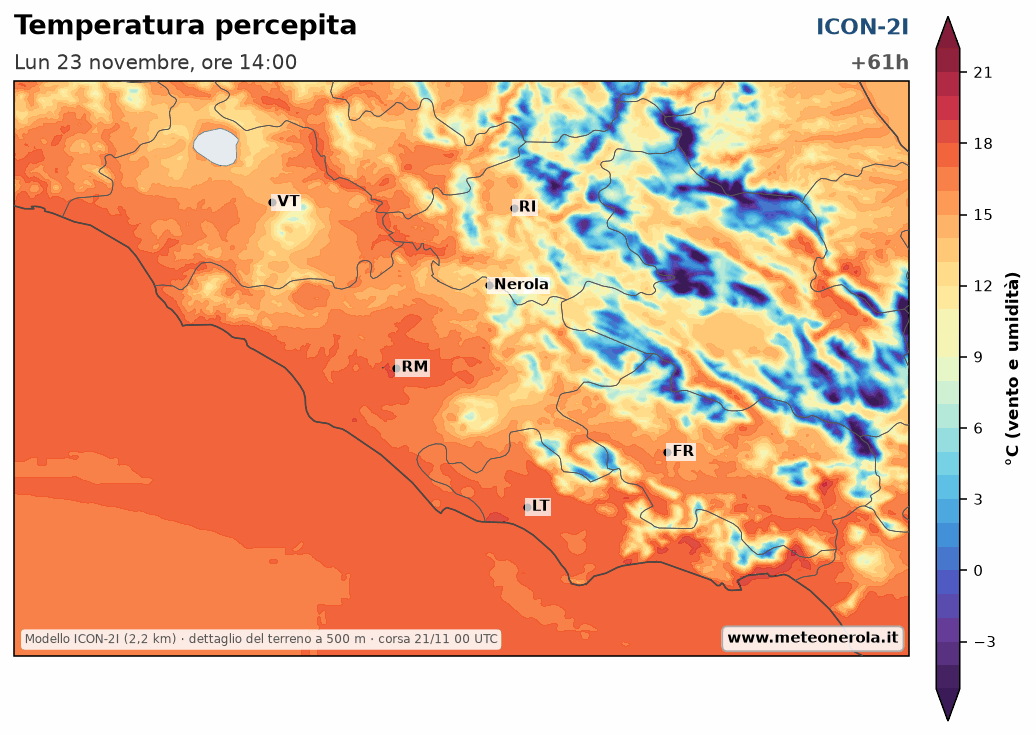 Temperatura percepita
ICON-2I
Lun 23 novembre, ore 14:00
+61h
VT
RI
Nerola
RM
FR
LT
21
18
15
12
9
6
3
0
−3
°C (vento e umidità)
Modello ICON-2I (2,2 km) · dettaglio del terreno a 500 m · corsa 21/11 00 UTC
www.meteonerola.it